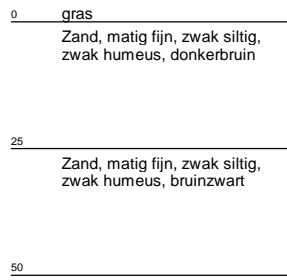 0 gras
Zand, matig fijn, zwak siltig,
zwak humeus, donkerbruin
25
Zand, matig fijn, zwak siltig,
zwak humeus, bruinzwart
50